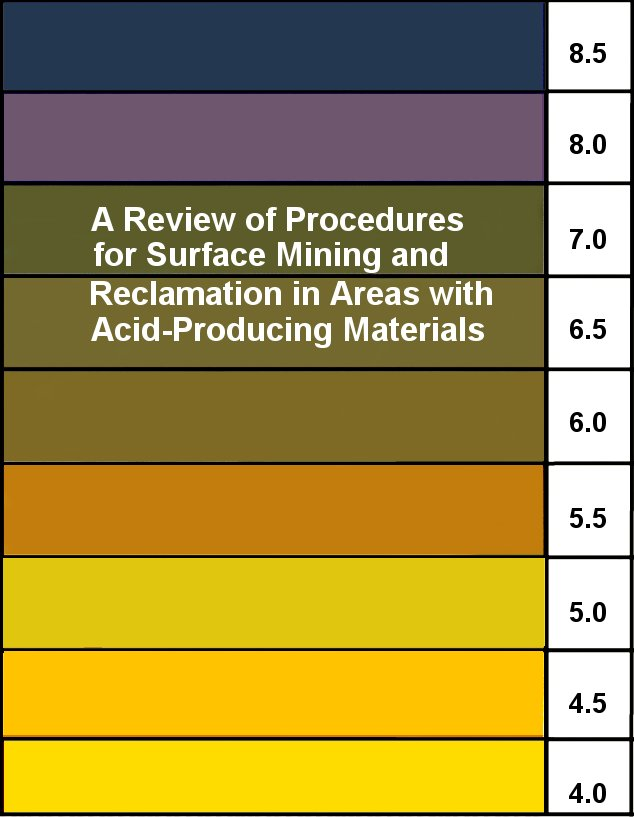 8.5
8.0
A Review of Procedures
for Surface Mining and
7.0
Reclamation in Areas with
Acid-Producing Materials
6.5
6.0
5.5
5.0
4.5
4.0